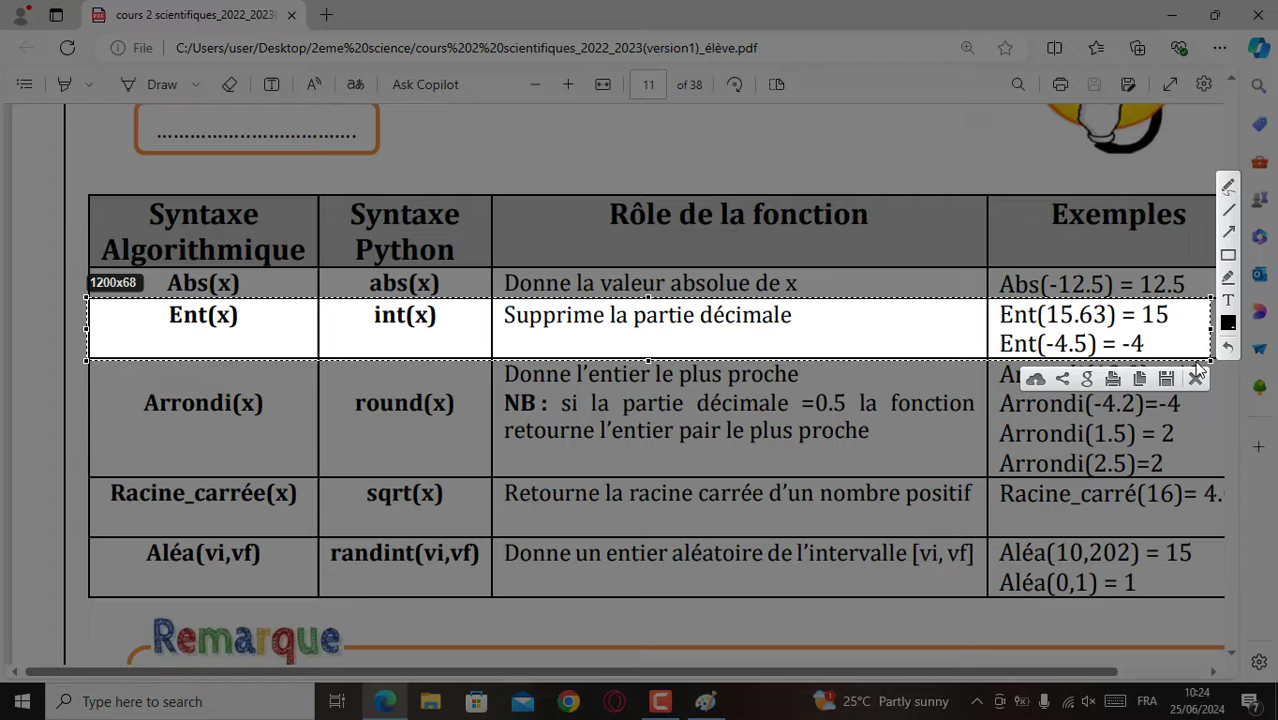 cours 2 scientifiques_2022_2023(
File
C:/Users/user/Desktop/2eme%20science/cours%202%20scientifiques_2022_2023(version1)_élève.pdf
Draw
aあ
Ask Copilot
11
of 38
Syntaxe Algorithmique
Syntaxe Python
Rôle de la fonction
Exemples
1200x68
Abs(x)
abs(x)
Donne la valeur absolue de x
Abs(-12.5) = 12.5
Ent(x)
int(x)
Supprime la partie décimale
Ent(15.63) = 15
Ent(-4.5) = -4
Arrondi(x)
round(x)
Donne l’entier le plus proche
NB : si la partie décimale =0.5 la fonction
retourne l’entier pair le plus proche
Arrondi(-4.2)=-4
Arrondi(1.5) = 2
Arrondi(2.5)=2
Racine_carrée(x)
sqrt(x)
Retourne la racine carrée d’un nombre positif
Racine_carré(16)= 4.
Aléa(vi,vf)
randint(vi,vf)
Donne un entier aléatoire de l’intervalle [vi, vf]
Aléa(10,202) = 15
Aléa(0,1) = 1
Remarque
Type here to search
25°C Partly sunny
FRA
10:24
25/06/2024